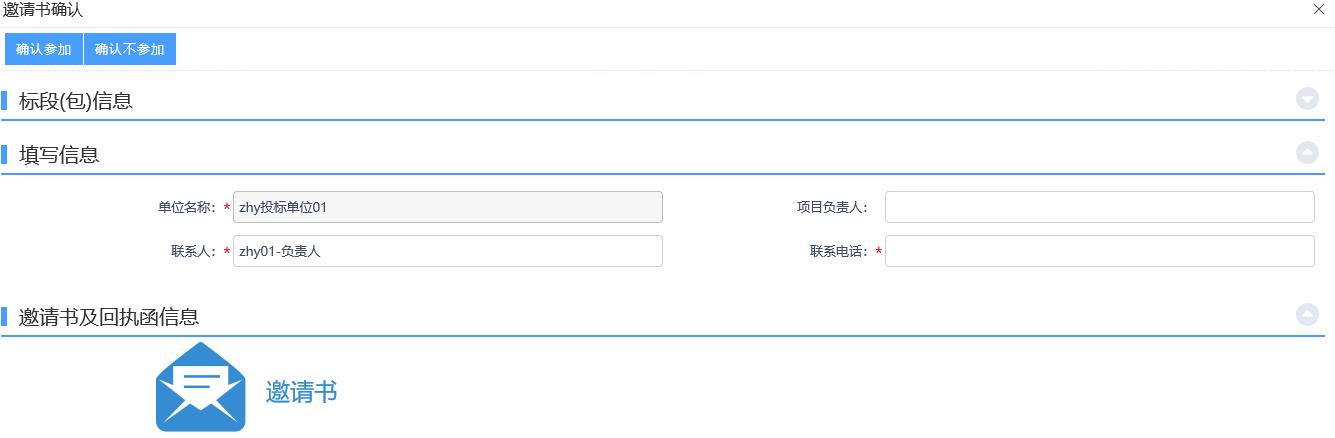 邀请书确认
确认参加 确认不参加
标段(包)信息
填写信息
单位名称: * zhy投标单位01 项目负责人:
联系人: * zhy01-负责人 联系电话: *
邀请书及回执函信息
邀请书